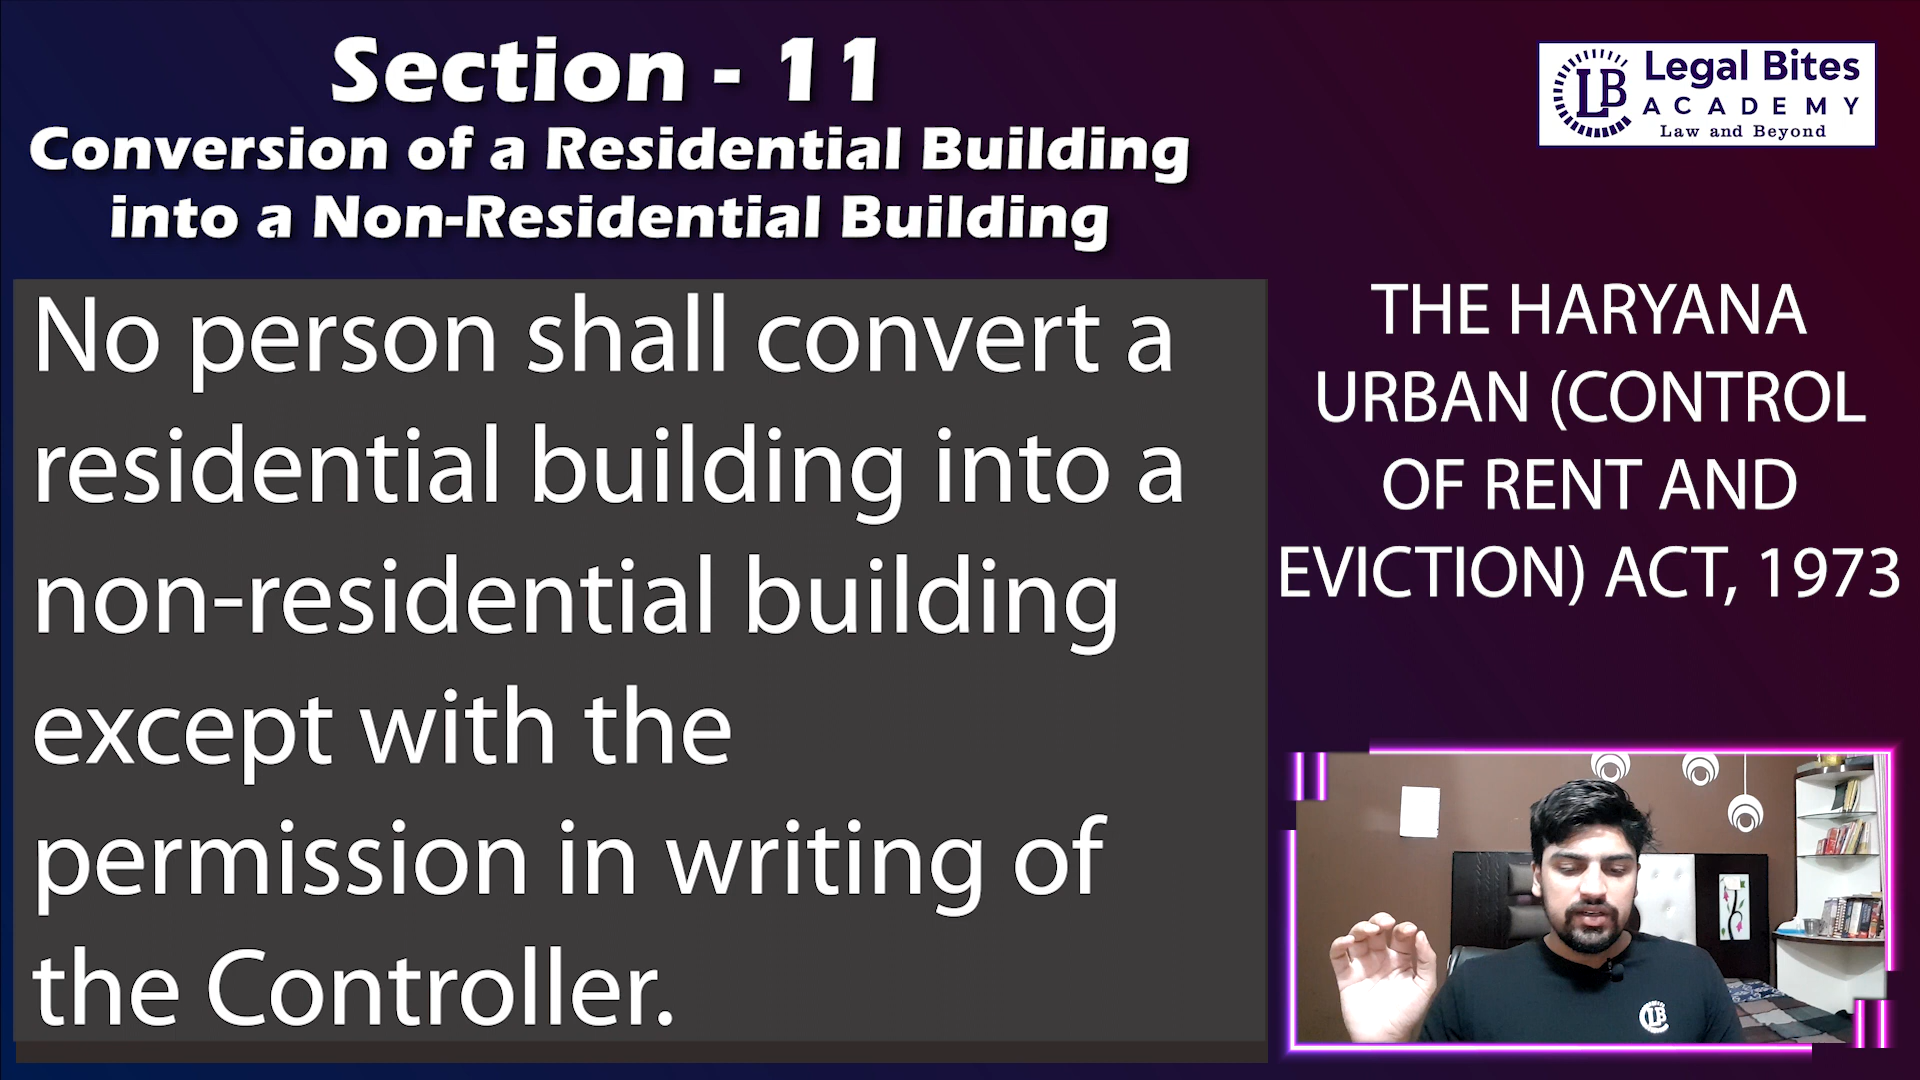 Section - 11
Conversion of a Residential Building
into a Non-Residential Building
LB
Legal Bites
ACADEMY
Law and Beyond
No person shall convert a
residential building into a
non-residential building
except with the
permission in writing of
the Controller.
THE HARYANA
URBAN (CONTROL
OF RENT AND
EVICTION) ACT, 1973
LB